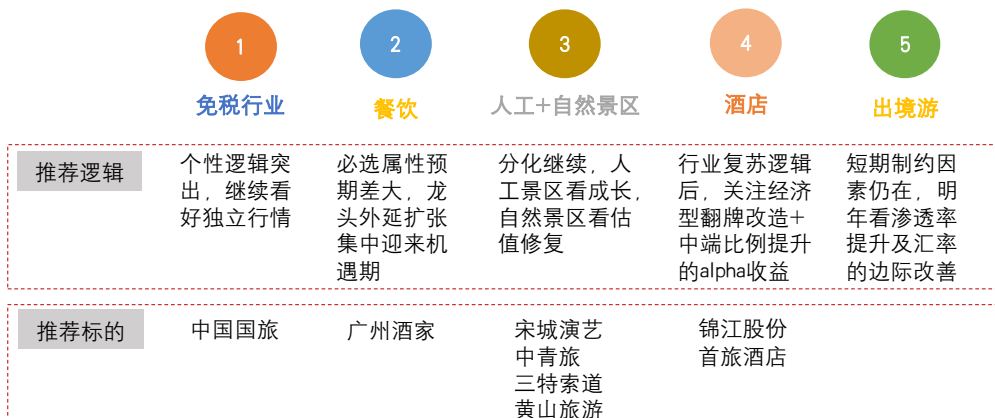 1
2
3
4
5
免税行业
餐饮
人工+自然景区
酒店
出境游
推荐逻辑
个性逻辑突
出，继续看
好独立行情
必选属性预
期差大，龙
头外延扩张
集中迎来机
遇期
分化继续，人
工景区看成长，
自然景区看估
值修复
行业复苏逻辑
后，关注经济
型翻牌改造+
中端比例提升
的alpha收益
短期制约因
素仍在，明
年看渗透率
提升及汇率
的边际改善
推荐标的
中国国旅
广州酒家
宋城演艺
中青旅
三特索道
黄山旅游
锦江股份
首旅酒店